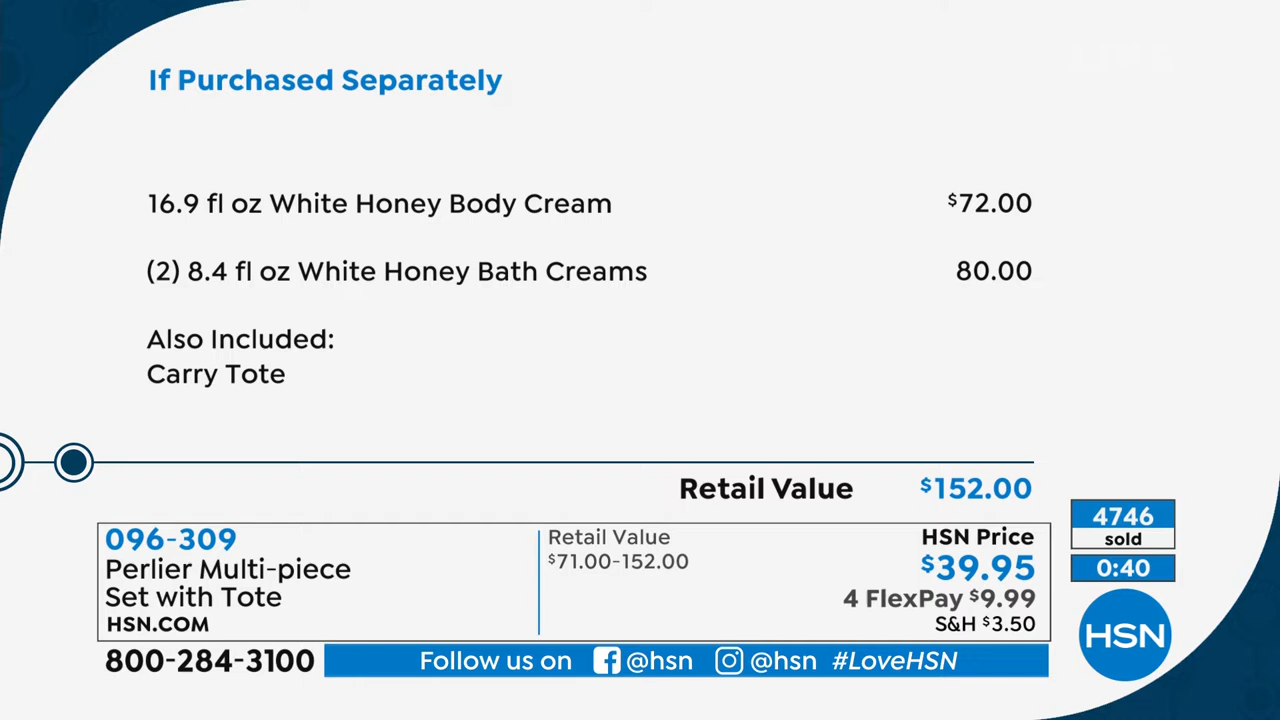 If Purchased Separately
16.9 fl oz White Honey Body Cream $72.00
(2) 8.4 fl oz White Honey Bath Creams 80.00
Also Included:
Carry Tote
Retail Value $152.00
096-309
Perlier Multi-piece
Set with Tote
HSN.COM
Retail Value
$71.00-152.00
HSN Price
$39.95
4 FlexPay $9.99
S&H $3.50
4746
sold
0:40
HSN
800-284-3100
Follow us on @hsn @hsn #LoveHSN